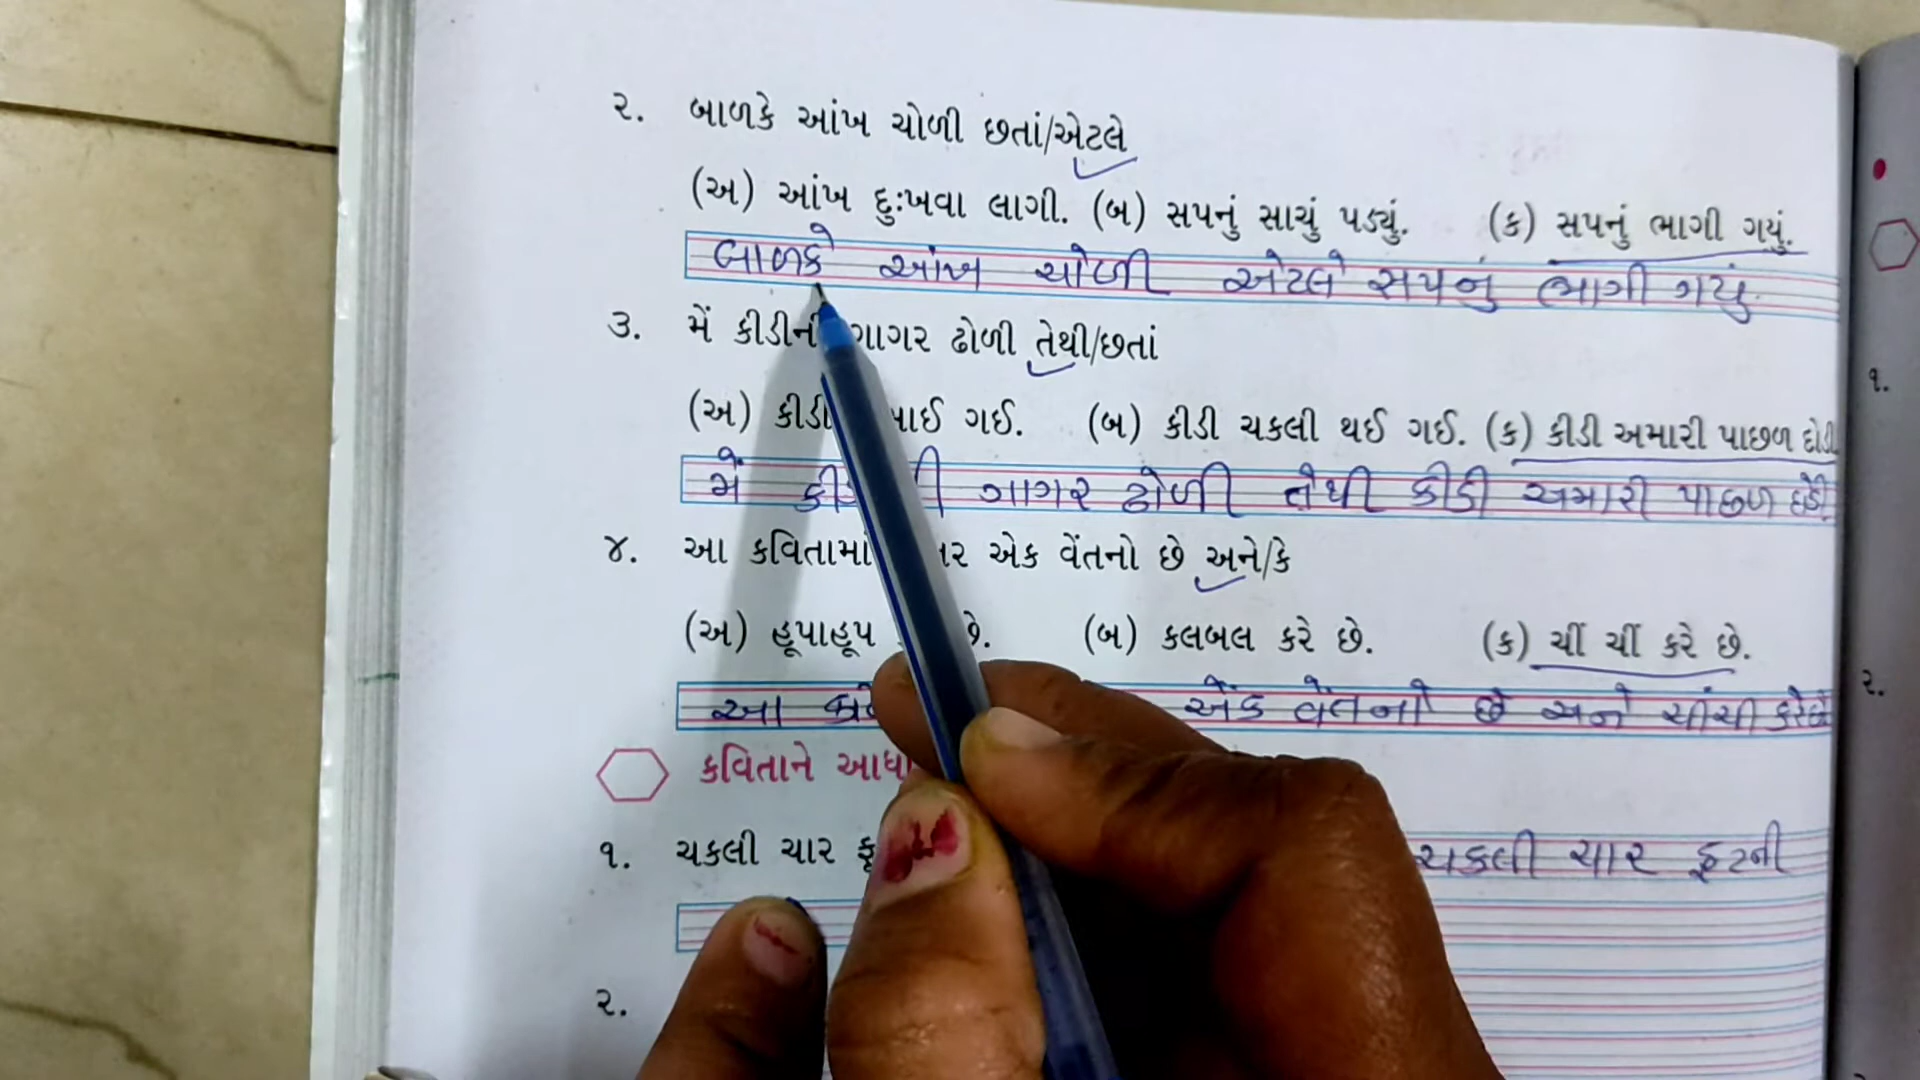 ૨. બાળકે આંખ ચોળી છતાં/એટલે
(અ) આંખ દુઃખવા લાગી. (બ) સપનું સાચું પડ્યું. (ક) સપનું ભાગી ગયું.
બાળકે આંખ ચોળી એટલે સપનું ભાગી ગયું.
૩. મેં કીડીની ગાગર ઢોળી તેથી/છતાં
(અ) કીડી ગઈ. (બ) કીડી ચકલી થઈ ગઈ. (ક) કીડી અમારી પાછળ દોડી
મેં ગાગર ઢોળી તેથી કીડી અમારી પાછળ દોડી
૪. આ કવિતામાં એક વેંતનો છે અને/કે
(અ) હૂપાહૂપ છે. (બ) કલબલ કરે છે. (ક) ચીં ચીં કરે છે.
આ એક વેંતનો છે અને ચીંચી કરે છે
કવિતાને
૧. ચકલી ચાર ચકલી ચાર ફૂટની
૨.
૧.
૨.